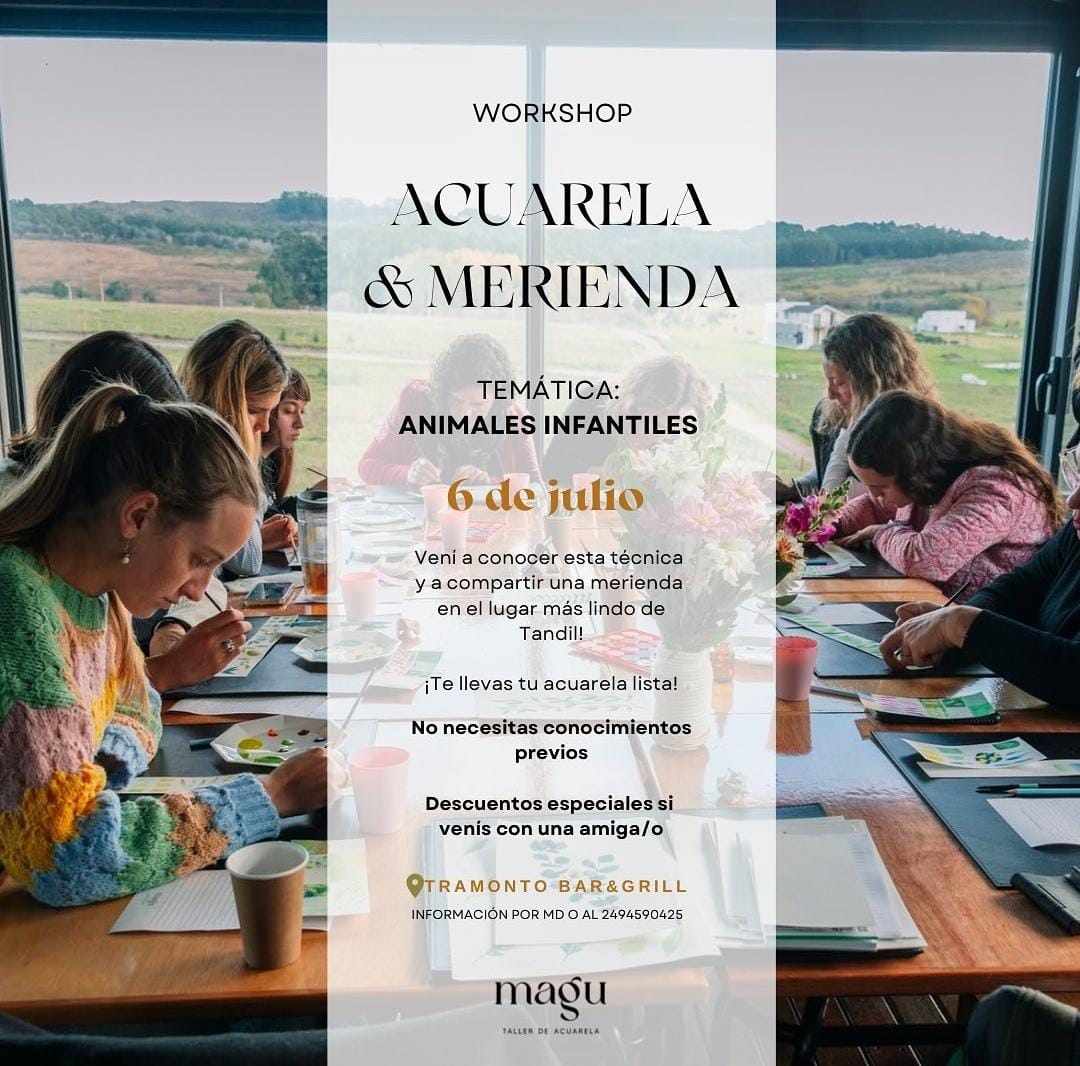 WORKSHOP
ACUARELA
& MERIENDA
TEMÁTICA:
ANIMALES INFANTILES
6 de julio
Vení a conocer esta técnica
y a compartir una merienda
en el lugar más lindo de
Tandil!
¡Te llevas tu acuarela lista!
No necesitas conocimientos
previos
Descuentos especiales si
venís con una amiga/o
TRAMONTO BAR&GRILL
INFORMACIÓN POR MD O AL 2494590425
magu
TALLER DE ACUARELA